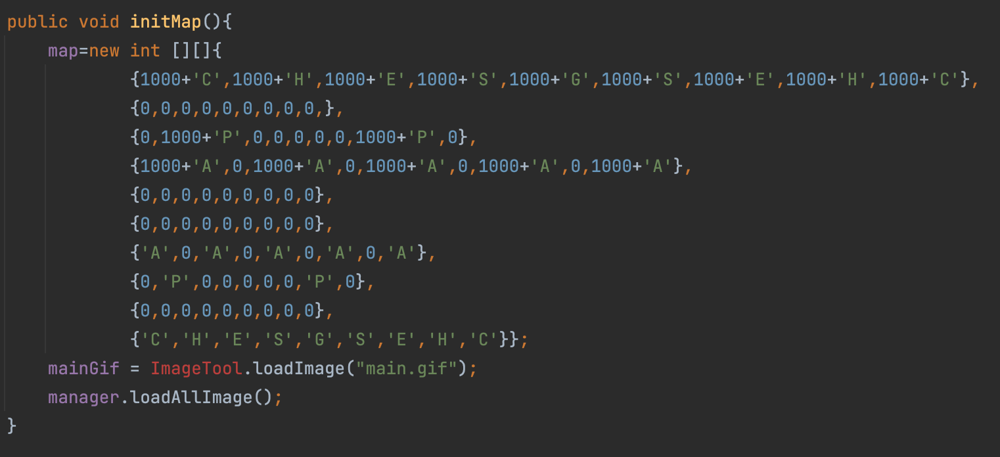 public void initMap(){
    map=new int [][]{
            {1000+'C',1000+'H',1000+'E',1000+'S',1000+'G',1000+'S',1000+'E',1000+'H',1000+'C'},
            {0,0,0,0,0,0,0,0,0,},
            {0,1000+'P',0,0,0,0,0,1000+'P',0},
            {1000+'A',0,1000+'A',0,1000+'A',0,1000+'A',0,1000+'A'},
            {0,0,0,0,0,0,0,0,0},
            {0,0,0,0,0,0,0,0,0},
            {'A',0,'A',0,'A',0,'A',0,'A'},
            {0,'P',0,0,0,0,0,'P',0},
            {0,0,0,0,0,0,0,0,0},
            {'C','H','E','S','G','S','E','H','C'}};
    mainGif = ImageTool.loadImage("main.gif");
    manager.loadAllImage();
}